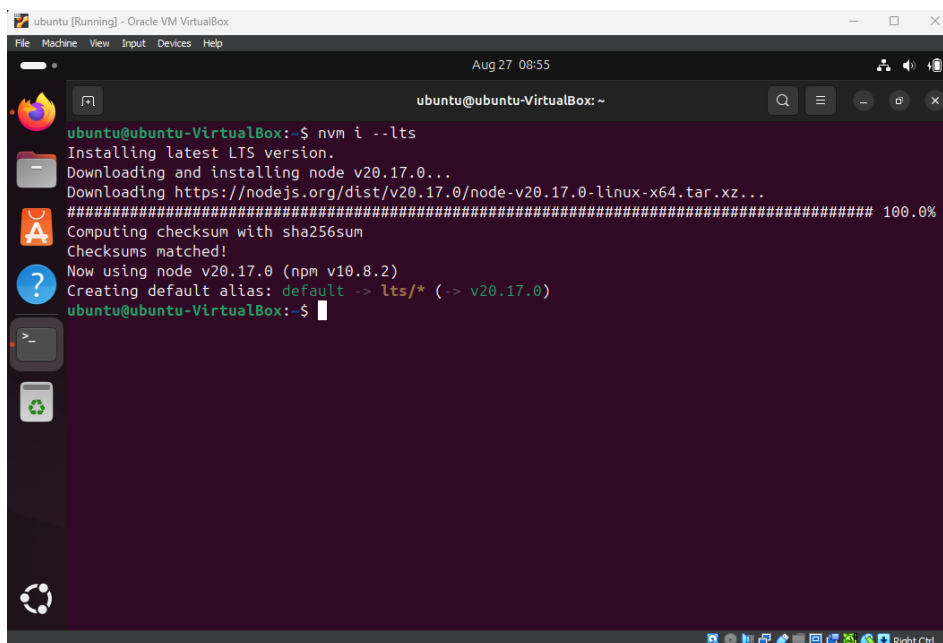 ubuntu [Running] - Oracle VM VirtualBox
File Machine View Input Devices Help
Aug 27 08:55
ubuntu@ubuntu-VirtualBox: ~
ubuntu@ubuntu-VirtualBox:~$ nvm i --lts
Installing latest LTS version.
Downloading and installing node v20.17.0...
Downloading https://nodejs.org/dist/v20.17.0/node-v20.17.0-linux-x64.tar.xz...
########################################################################################## 100.0%
Computing checksum with sha256sum
Checksums matched!
Now using node v20.17.0 (npm v10.8.2)
Creating default alias: default -> lts/* (-> v20.17.0)
ubuntu@ubuntu-VirtualBox:~$
Right Ctrl